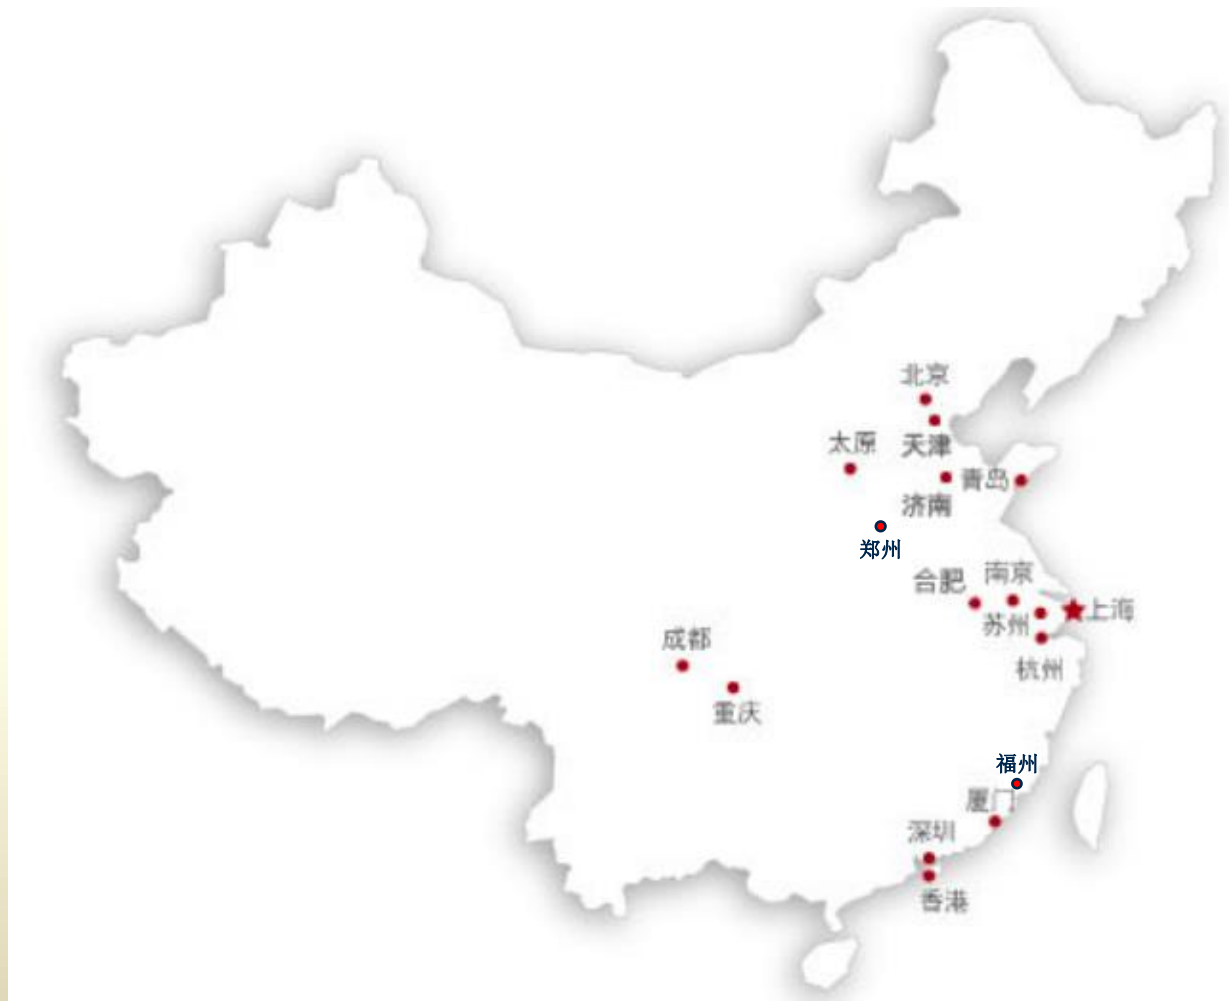 北京
太原
天津
青岛
济南
郑州
南京
合肥
上海
苏州
成都
杭州
重庆
福州
厦门
深圳
香港